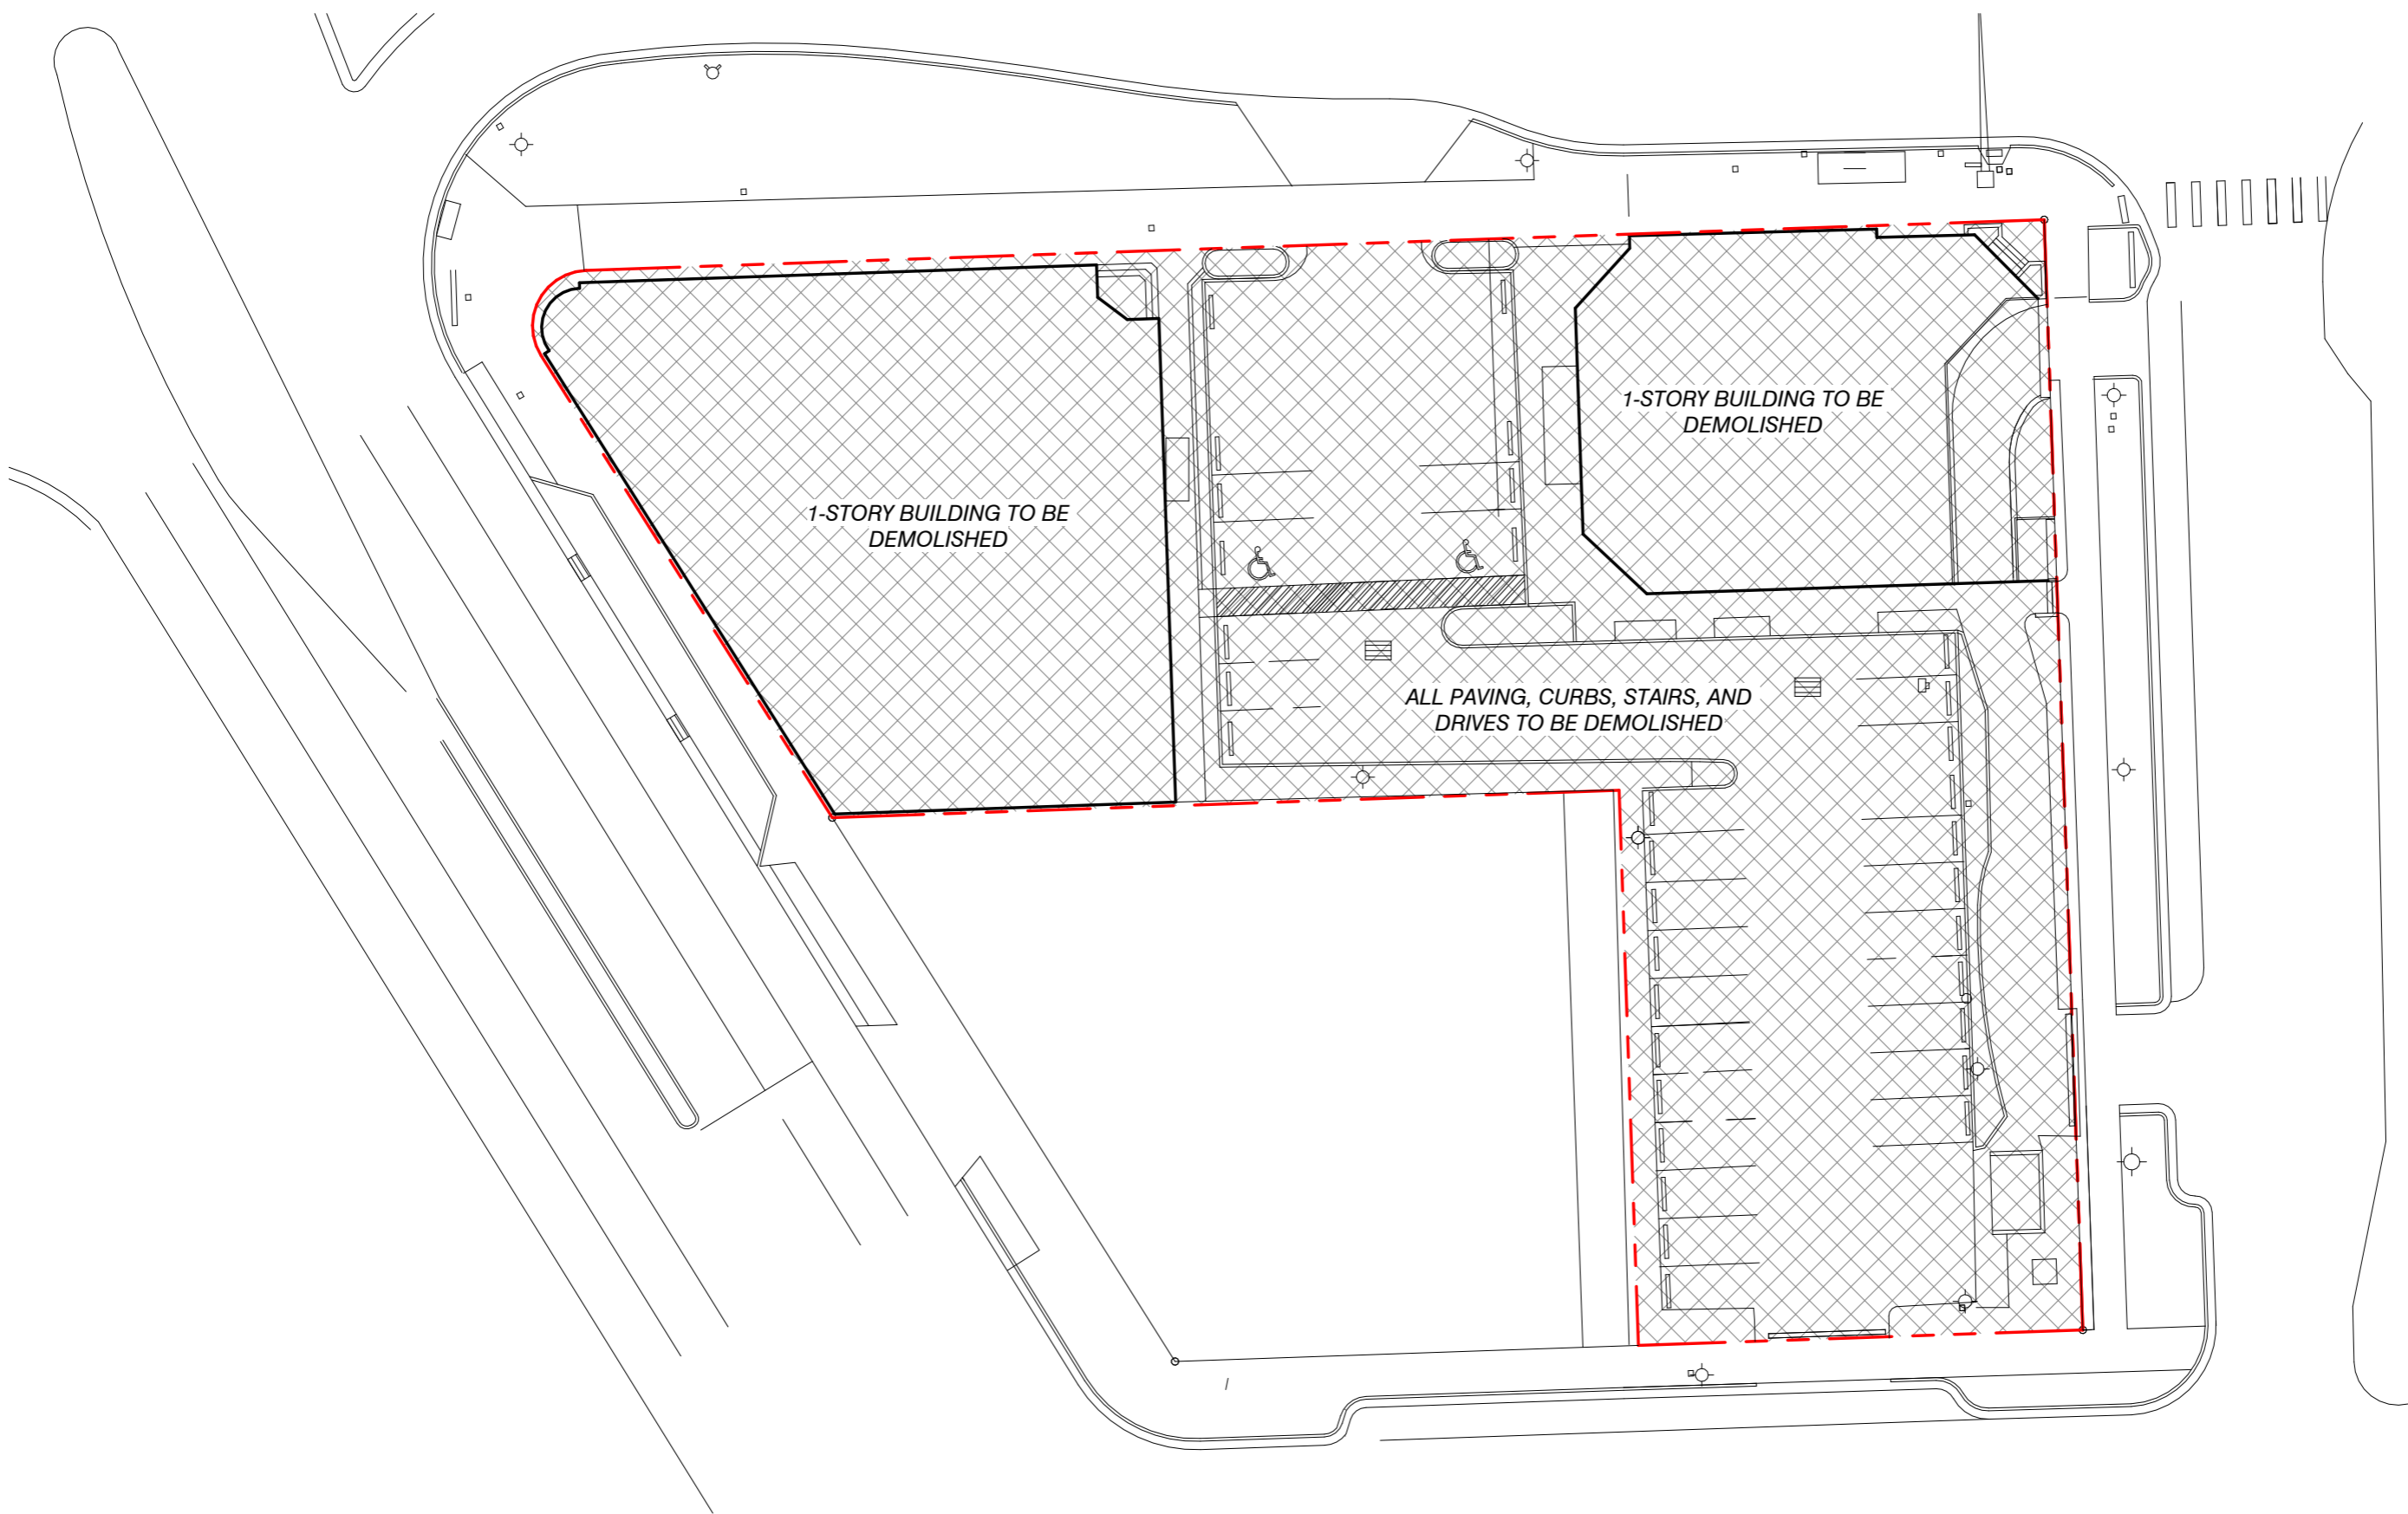 1-STORY BUILDING TO BE
DEMOLISHED
1-STORY BUILDING TO BE
DEMOLISHED
ALL PAVING, CURBS, STAIRS, AND
DRIVES TO BE DEMOLISHED